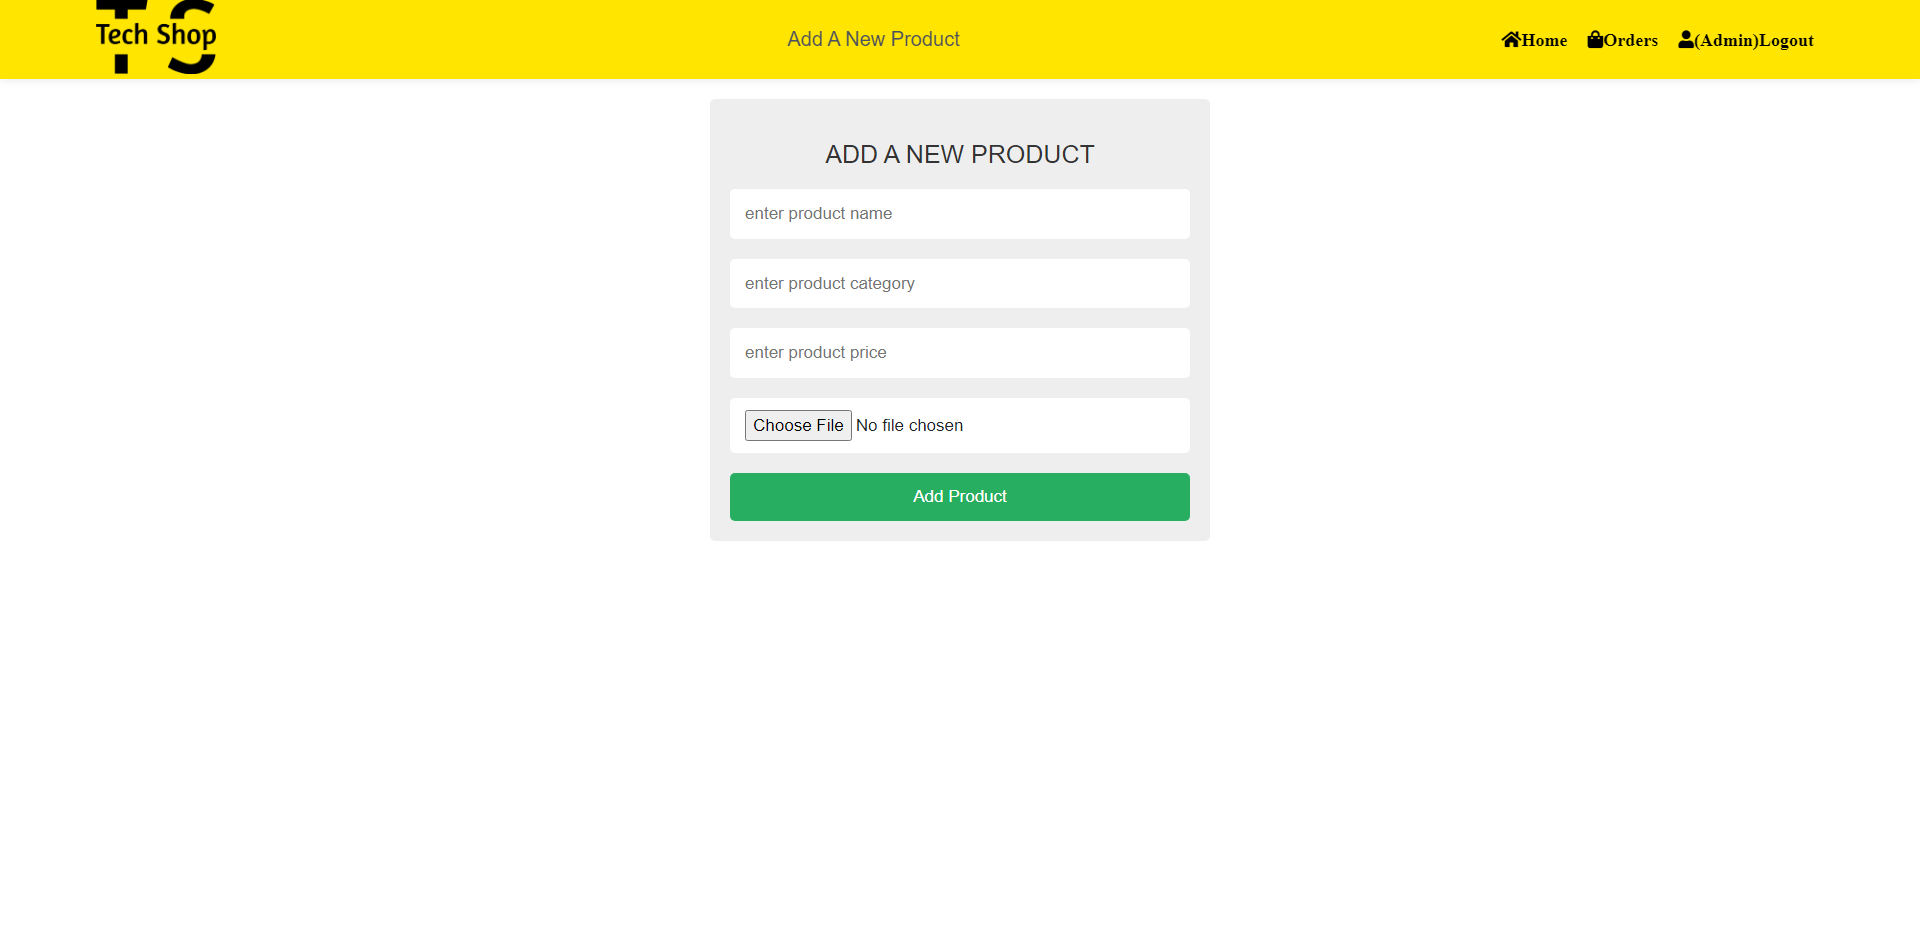 TS
Tech Shop
Add A New Product
Home Orders (Admin)Logout
ADD A NEW PRODUCT
enter product name
enter product category
enter product price
Choose File No file chosen
Add Product